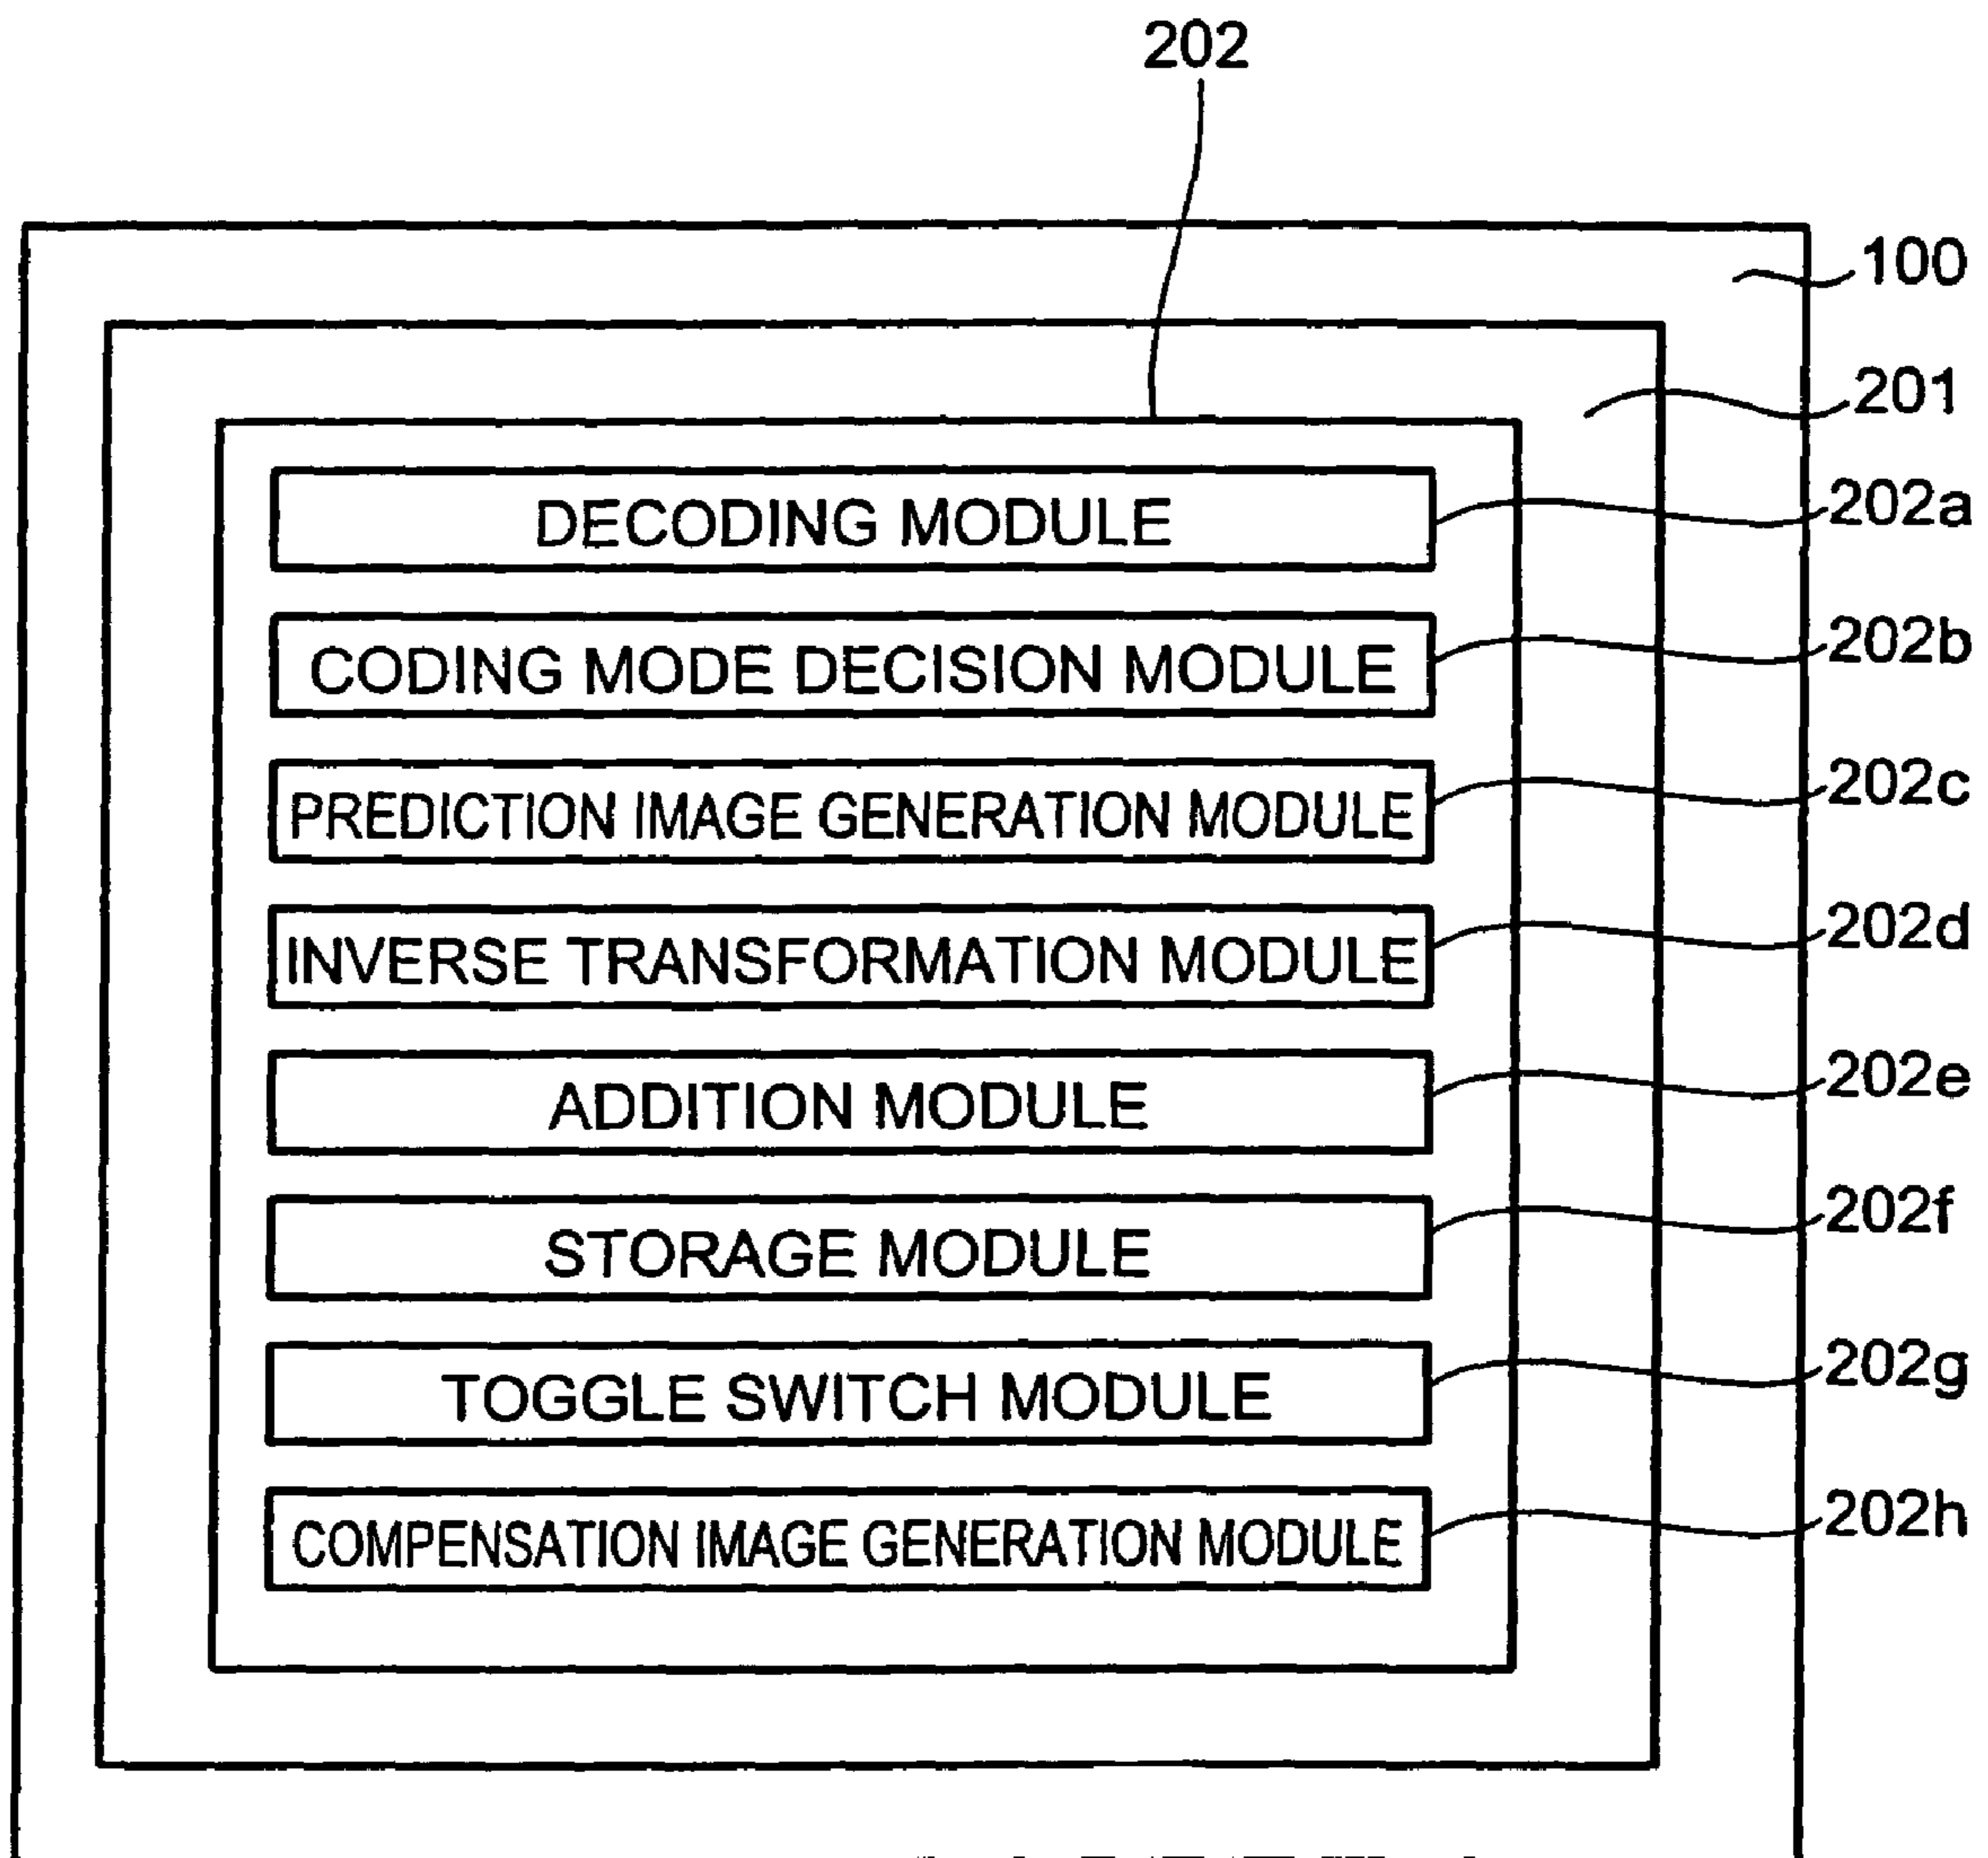 202
100
201
DECODING MODULE 202a
CODING MODE DECISION MODULE 202b
PREDICTION IMAGE GENERATION MODULE 202c
INVERSE TRANSFORMATION MODULE 202d
ADDITION MODULE 202e
STORAGE MODULE 202f
TOGGLE SWITCH MODULE 202g
COMPENSATION IMAGE GENERATION MODULE 202h